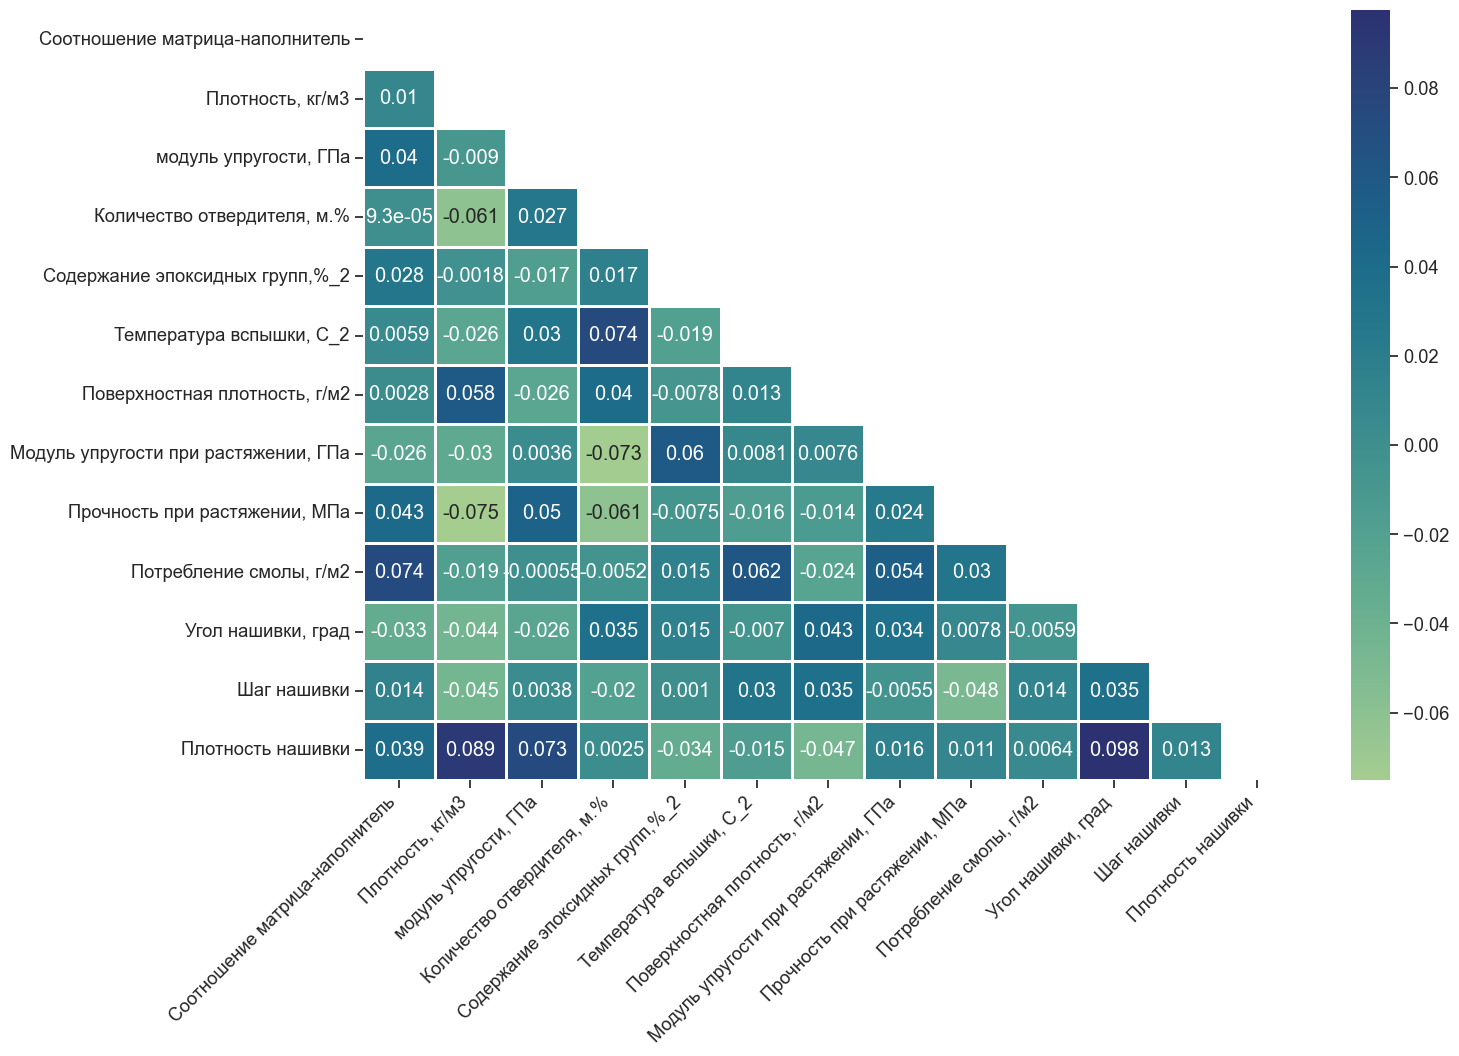 Соотношение матрица-наполнитель
Плотность, кг/м3
0.01
модуль упругости, ГПа
0.04 -0.009
Количество отвердителя, м.%
9.3e-05 -0.061 0.027
Содержание эпоксидных групп,%_2
0.028 -0.0018 -0.017 0.017
Температура вспышки, С_2
0.0059 -0.026 0.03 0.074 -0.019
Поверхностная плотность, г/м2
0.0028 0.058 -0.026 0.04 -0.0078 0.013
Модуль упругости при растяжении, ГПа
-0.026 -0.03 0.0036 -0.073 0.06 0.0081 0.0076
Прочность при растяжении, МПа
0.043 -0.075 0.05 -0.061 -0.0075 -0.016 -0.014 0.024
Потребление смолы, г/м2
0.074 -0.019 -0.00055 -0.0052 0.015 0.062 -0.024 0.054 0.03
Угол нашивки, град
-0.033 -0.044 -0.026 0.035 0.015 -0.007 0.043 0.034 0.0078 -0.0059
Шаг нашивки
0.014 -0.045 0.0038 -0.02 0.001 0.03 0.035 -0.0055 -0.048 0.014 0.035
Плотность нашивки
0.039 0.089 0.073 0.0025 -0.034 -0.015 -0.047 0.016 0.011 0.0064 0.098 0.013
Соотношение матрица-наполнитель
Плотность, кг/м3
модуль упругости, ГПа
Количество отвердителя, м.%
Содержание эпоксидных групп,%_2
Температура вспышки, С_2
Поверхностная плотность, г/м2
Модуль упругости при растяжении, ГПа
Прочность при растяжении, МПа
Потребление смолы, г/м2
Угол нашивки, град
Шаг нашивки
Плотность нашивки
0.08
0.06
0.04
0.02
0.00
−0.02
−0.04
−0.06